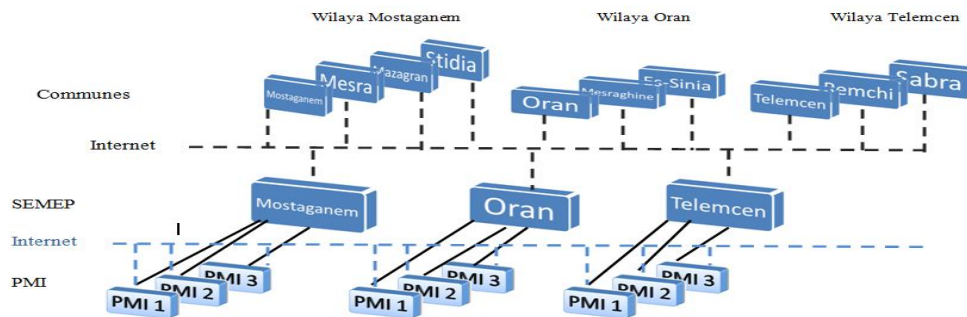 Wilaya Mostaganem Wilaya Oran Wilaya Telemcen
Communes
Mostaganem Mesra Mazagran Stidia
Oran Mesraghine Es-Sinia
Telemcen Remchi Sabra
Internet
SEMEP
Mostaganem Oran Telemcen
Internet
PMI
PMI 1 PMI 2 PMI 3
PMI 1 PMI 2 PMI 3
PMI 1 PMI 2 PMI 3